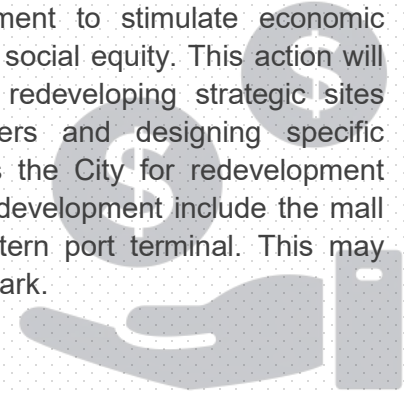 ment to stimulate economic
social equity. This action will
redeveloping strategic sites
ers and designing specific
the City for redevelopment
development include the mall
tern port terminal. This may
ark.
$
$